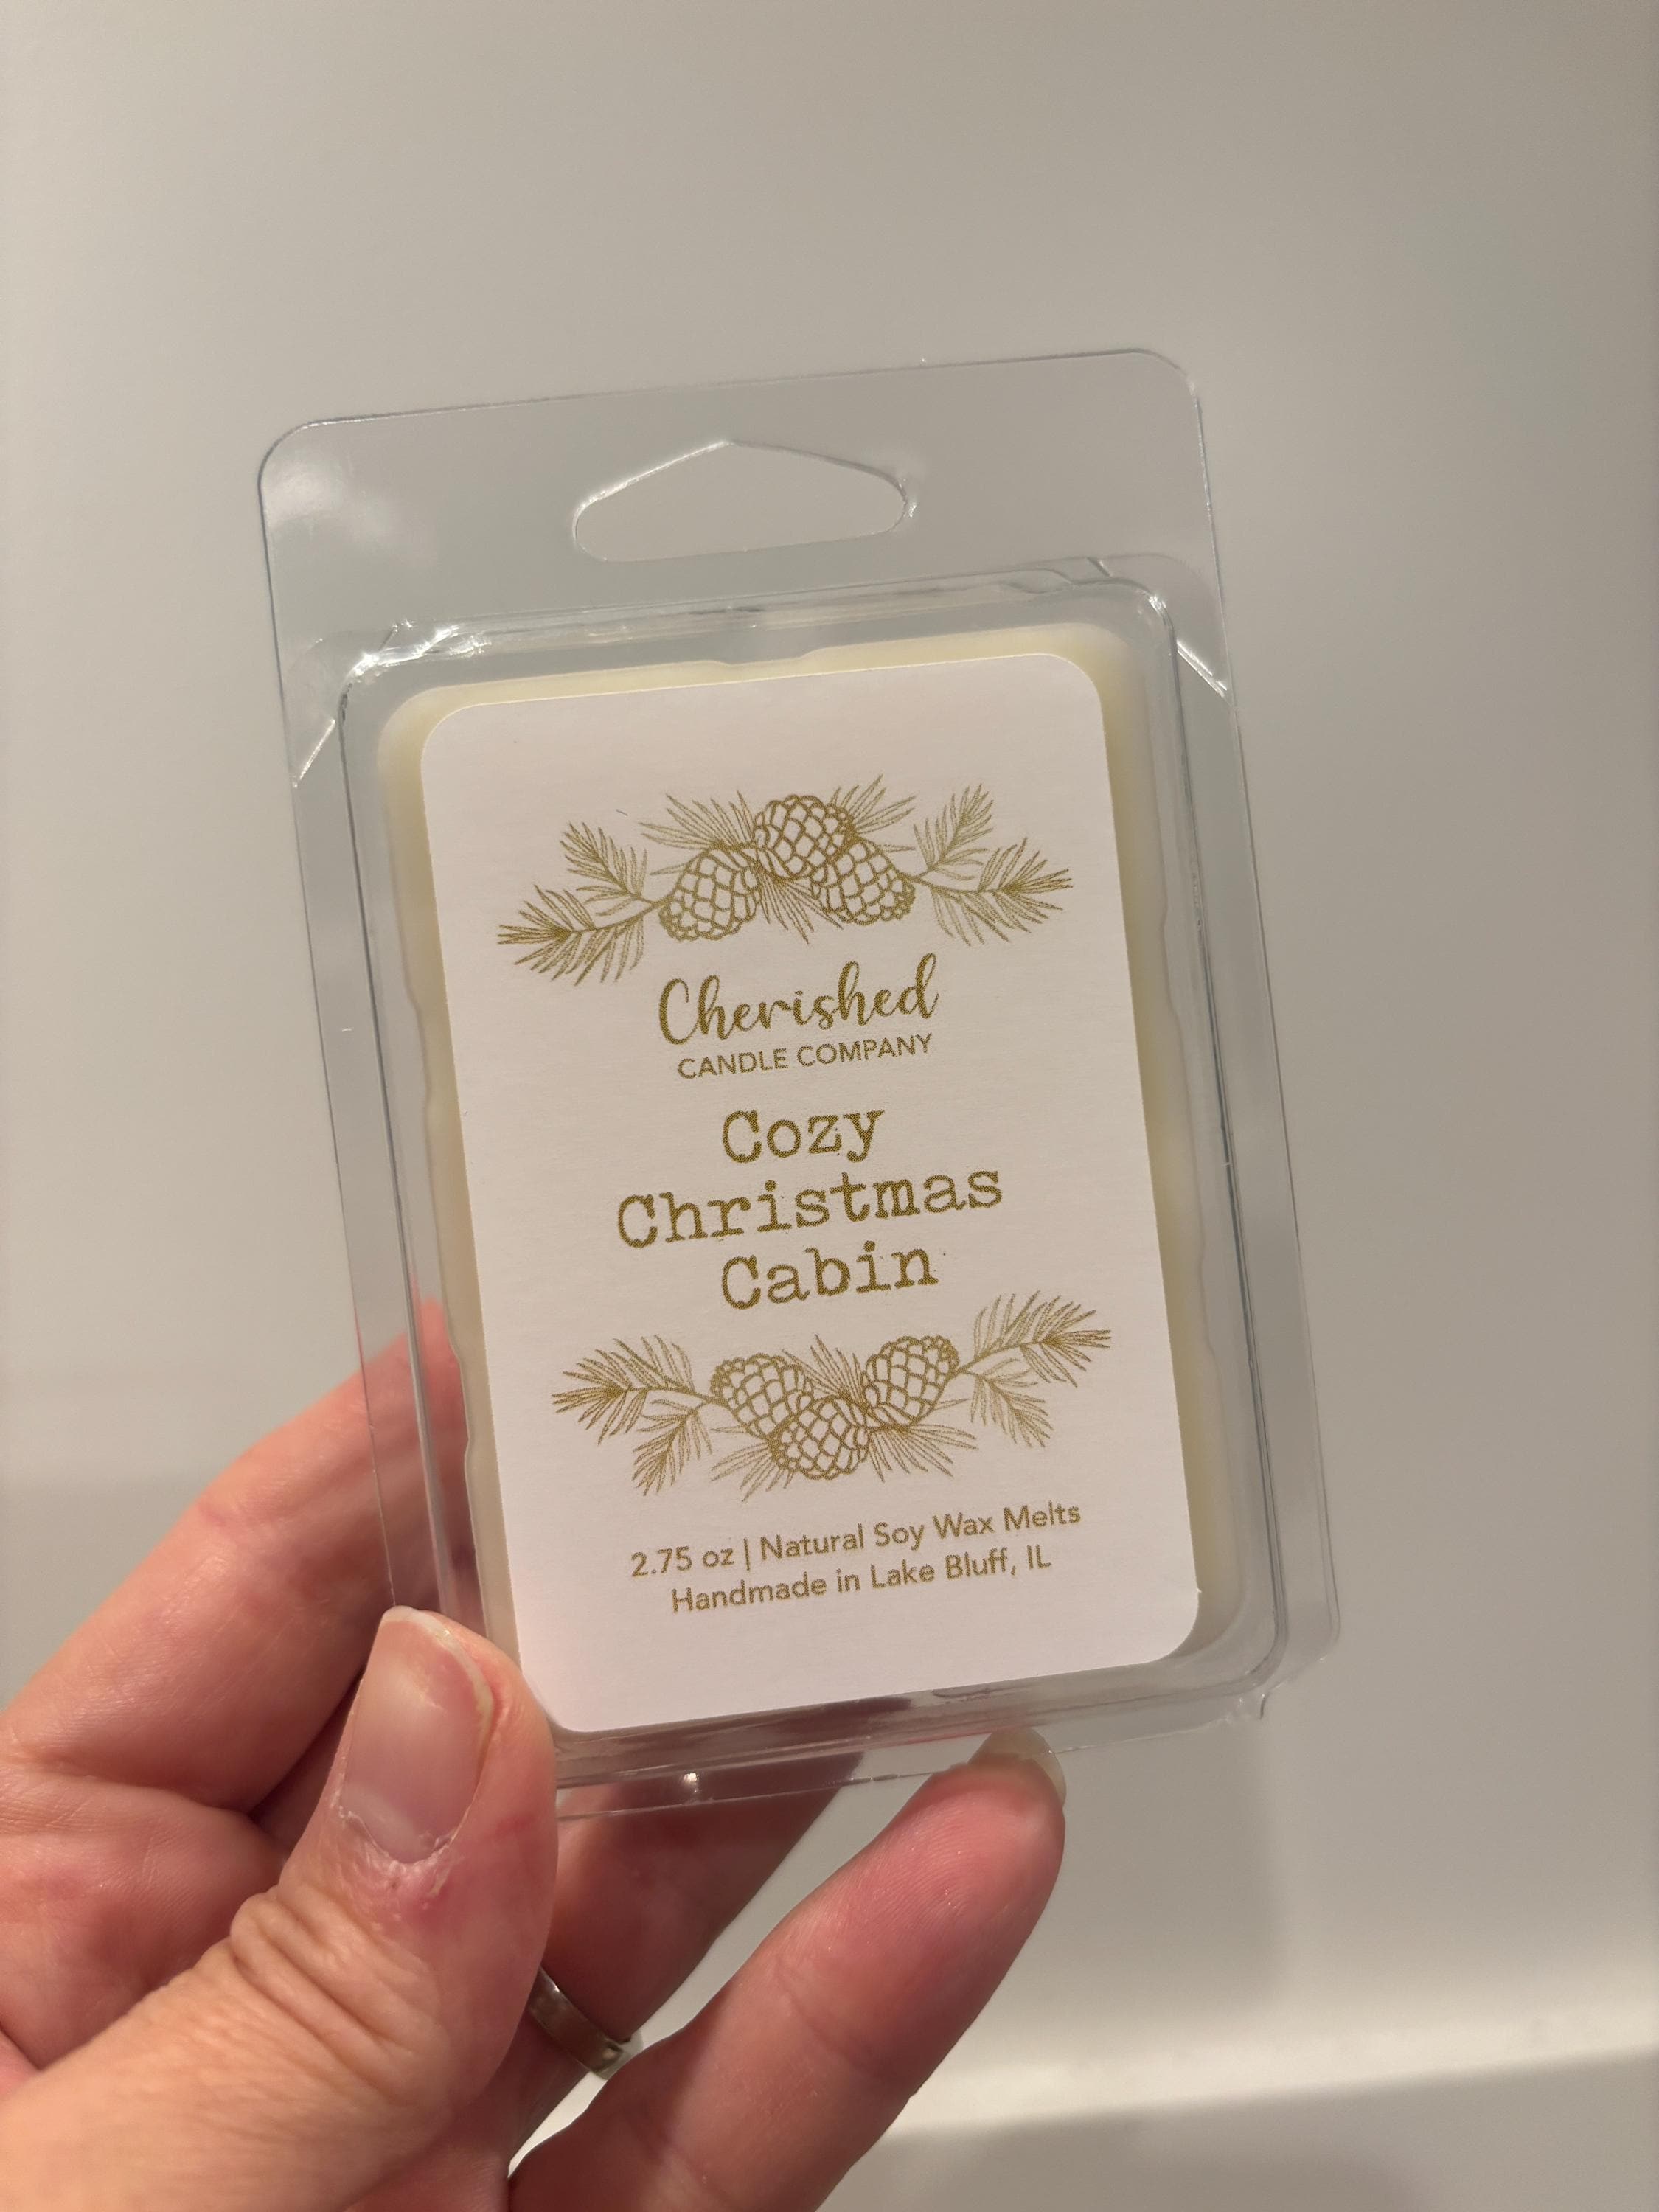 Cherished
CANDLE COMPANY
Cozy
Christmas
Cabin
2.75 oz | Natural Soy Wax Melts
Handmade in Lake Bluff, IL